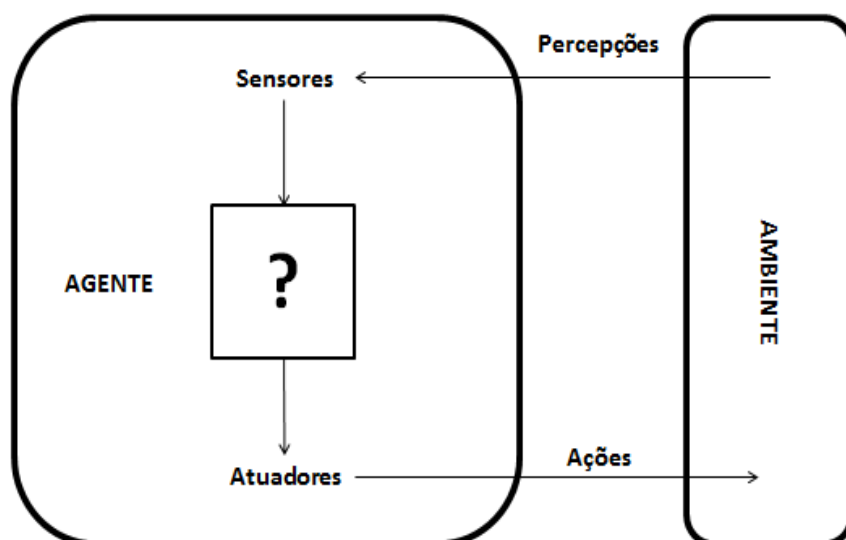 Percepções
Sensores
AGENTE
?
AMBIENTE
Atuadores
Ações